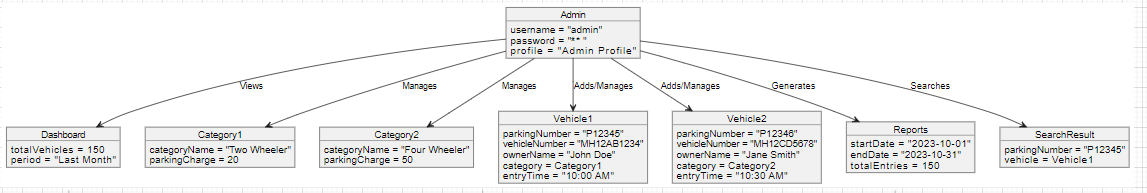 Admin
username = "admin"
password = "**"
profile = "Admin Profile"
Views
Manages
Manages
Adds/Manages
Adds/Manages
Generates
Searches
Dashboard
totalVehicles = 150
period = "Last Month"
Category1
categoryName = "Two Wheeler"
parkingCharge = 20
Category2
categoryName = "Four Wheeler"
parkingCharge = 50
Vehicle1
parkingNumber = "P12345"
vehicleNumber = "MH12AB1234"
ownerName = "John Doe"
category = Category1
entryTime = "10:00 AM"
Vehicle2
parkingNumber = "P12346"
vehicleNumber = "MH12CD5678"
ownerName = "Jane Smith"
category = Category2
entryTime = "10:30 AM"
Reports
startDate = "2023-10-01"
endDate = "2023-10-31"
totalEntries = 150
SearchResult
parkingNumber = "P12345"
vehicle = Vehicle1